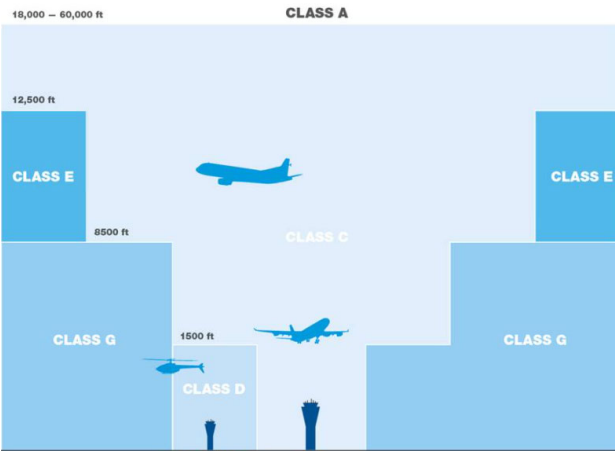 18,000 – 60,000 ft
CLASS A
12,500 ft
CLASS E
CLASS E
8500 ft
CLASS C
CLASS G
1500 ft
CLASS G
CLASS D